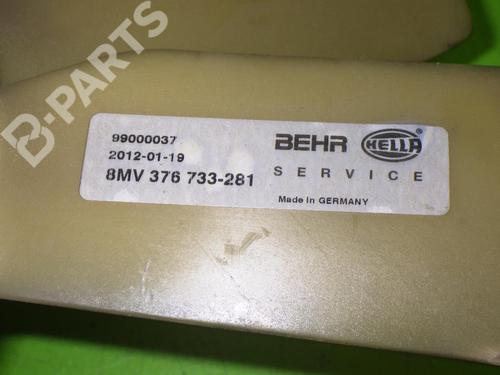 B-PARTS
99000037
2012-01-19
8MV 376 733-281
BEHR HELLA
SERVICE
Made in GERMANY